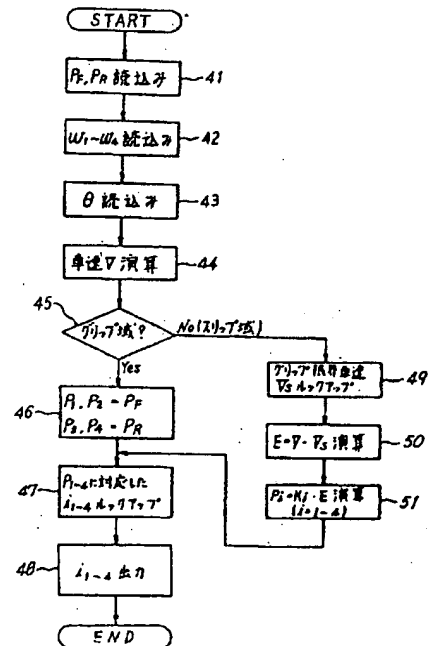 START
PF, PR 読込み
41
ω1~ω4 読込み
42
θ 読込み
43
車速V 演算
44
45
グリップ域?
No(スリップ域)
Yes
46
P1, P2 ← PF
P3, P4 ← PR
47
P1-4に対応した
i1-4 ルックアップ
48
i1-4 出力
END
グリップ限界車速
VS ルックアップ
49
E=V-VS 演算
50
Pi=Ki・E 演算
(i=1-4)
51